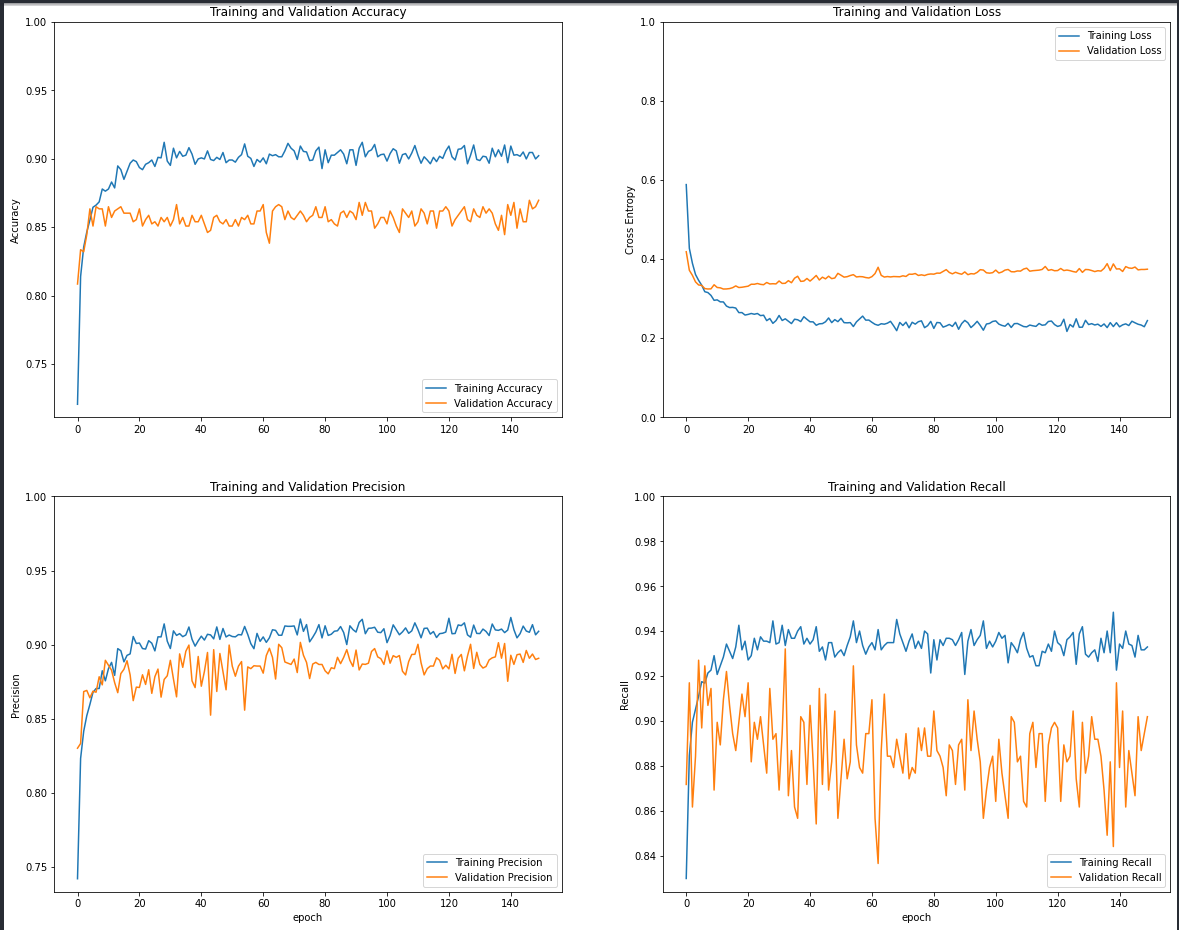 Training and Validation Accuracy
1.00
0.95
0.90
0.85
0.80
0.75
Accuracy
0 20 40 60 80 100 120 140
Training Accuracy
Validation Accuracy
Training and Validation Loss
1.0
0.8
0.6
0.4
0.2
0.0
Cross Entropy
0 20 40 60 80 100 120 140
Training Loss
Validation Loss
Training and Validation Precision
1.00
0.95
0.90
0.85
0.80
0.75
Precision
0 20 40 60 80 100 120 140
epoch
Training Precision
Validation Precision
Training and Validation Recall
1.00
0.98
0.96
0.94
0.92
0.90
0.88
0.86
0.84
Recall
0 20 40 60 80 100 120 140
epoch
Training Recall
Validation Recall